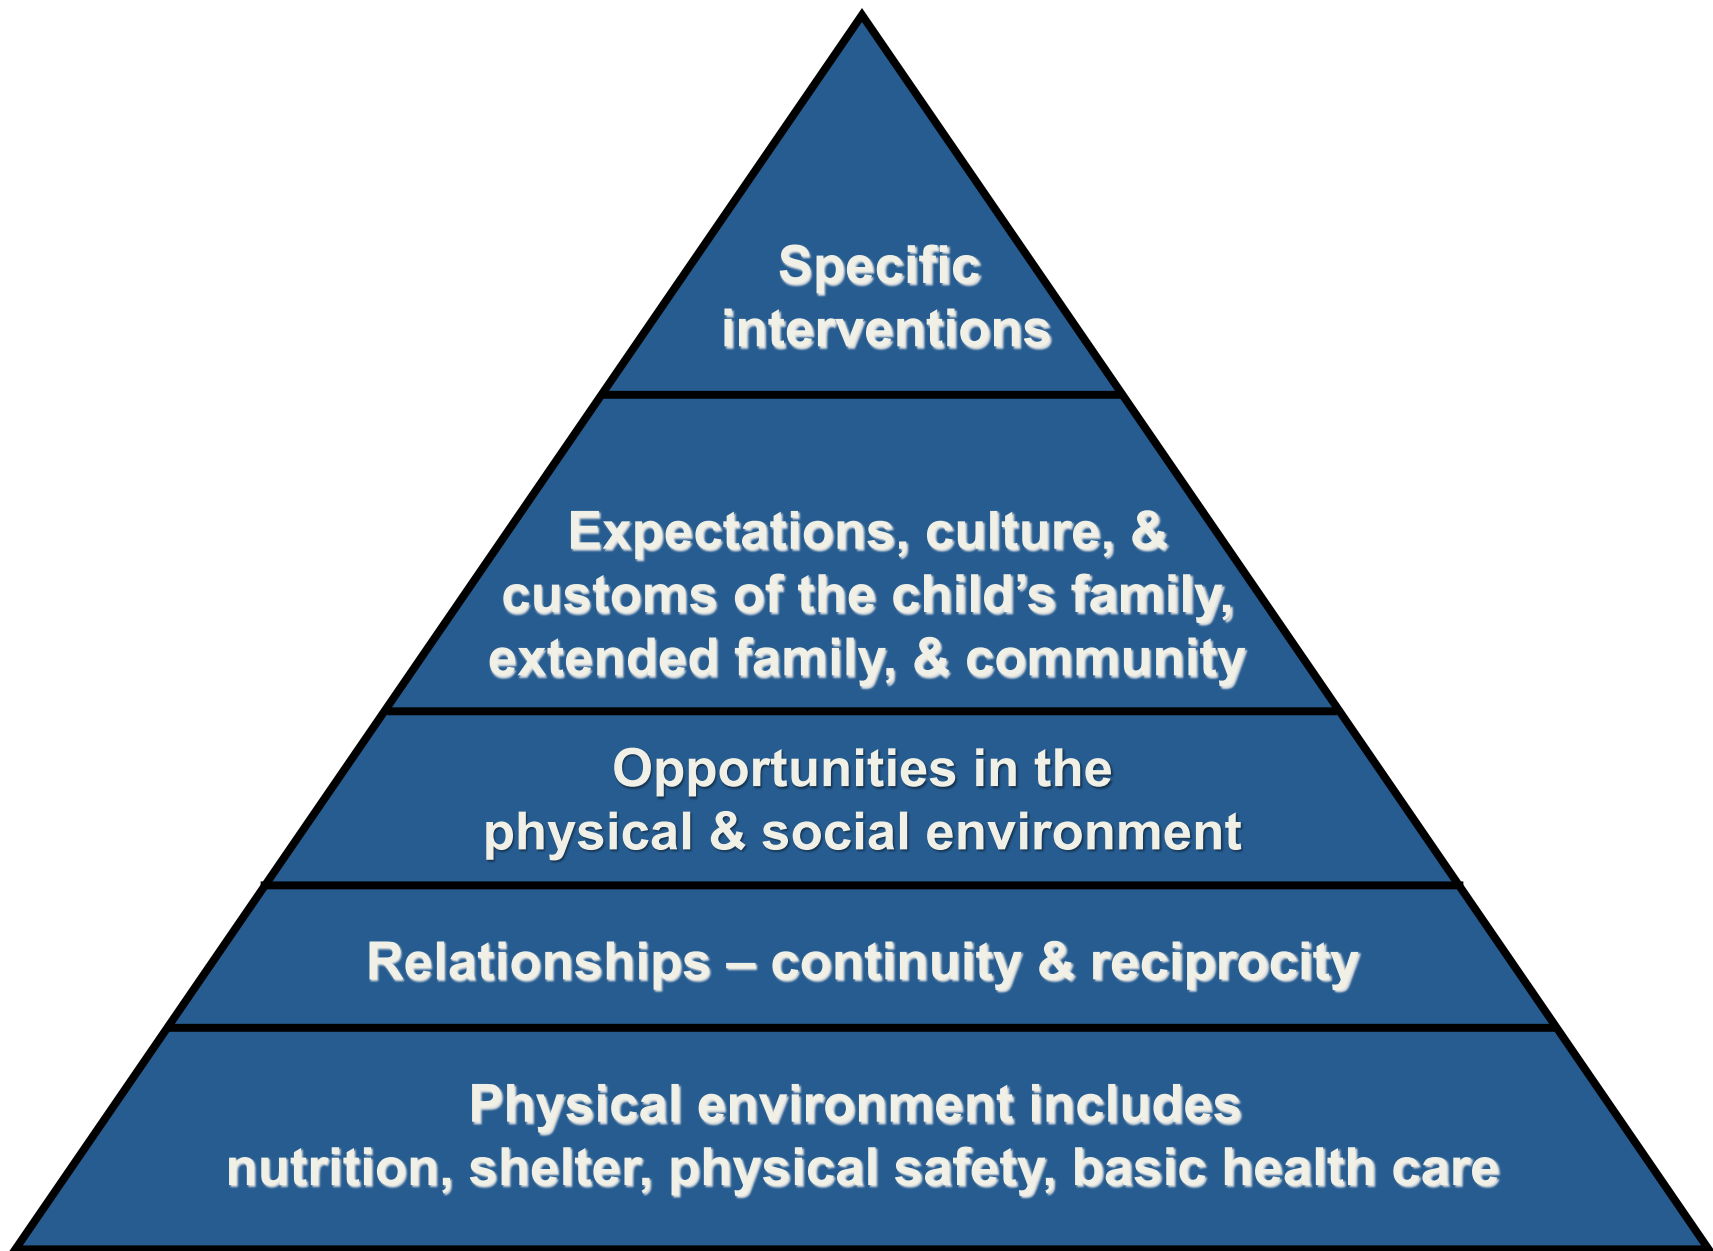 Specific
interventions
Expectations, culture, &
customs of the child’s family,
extended family, & community
Opportunities in the
physical & social environment
Relationships – continuity & reciprocity
Physical environment includes
nutrition, shelter, physical safety, basic health care